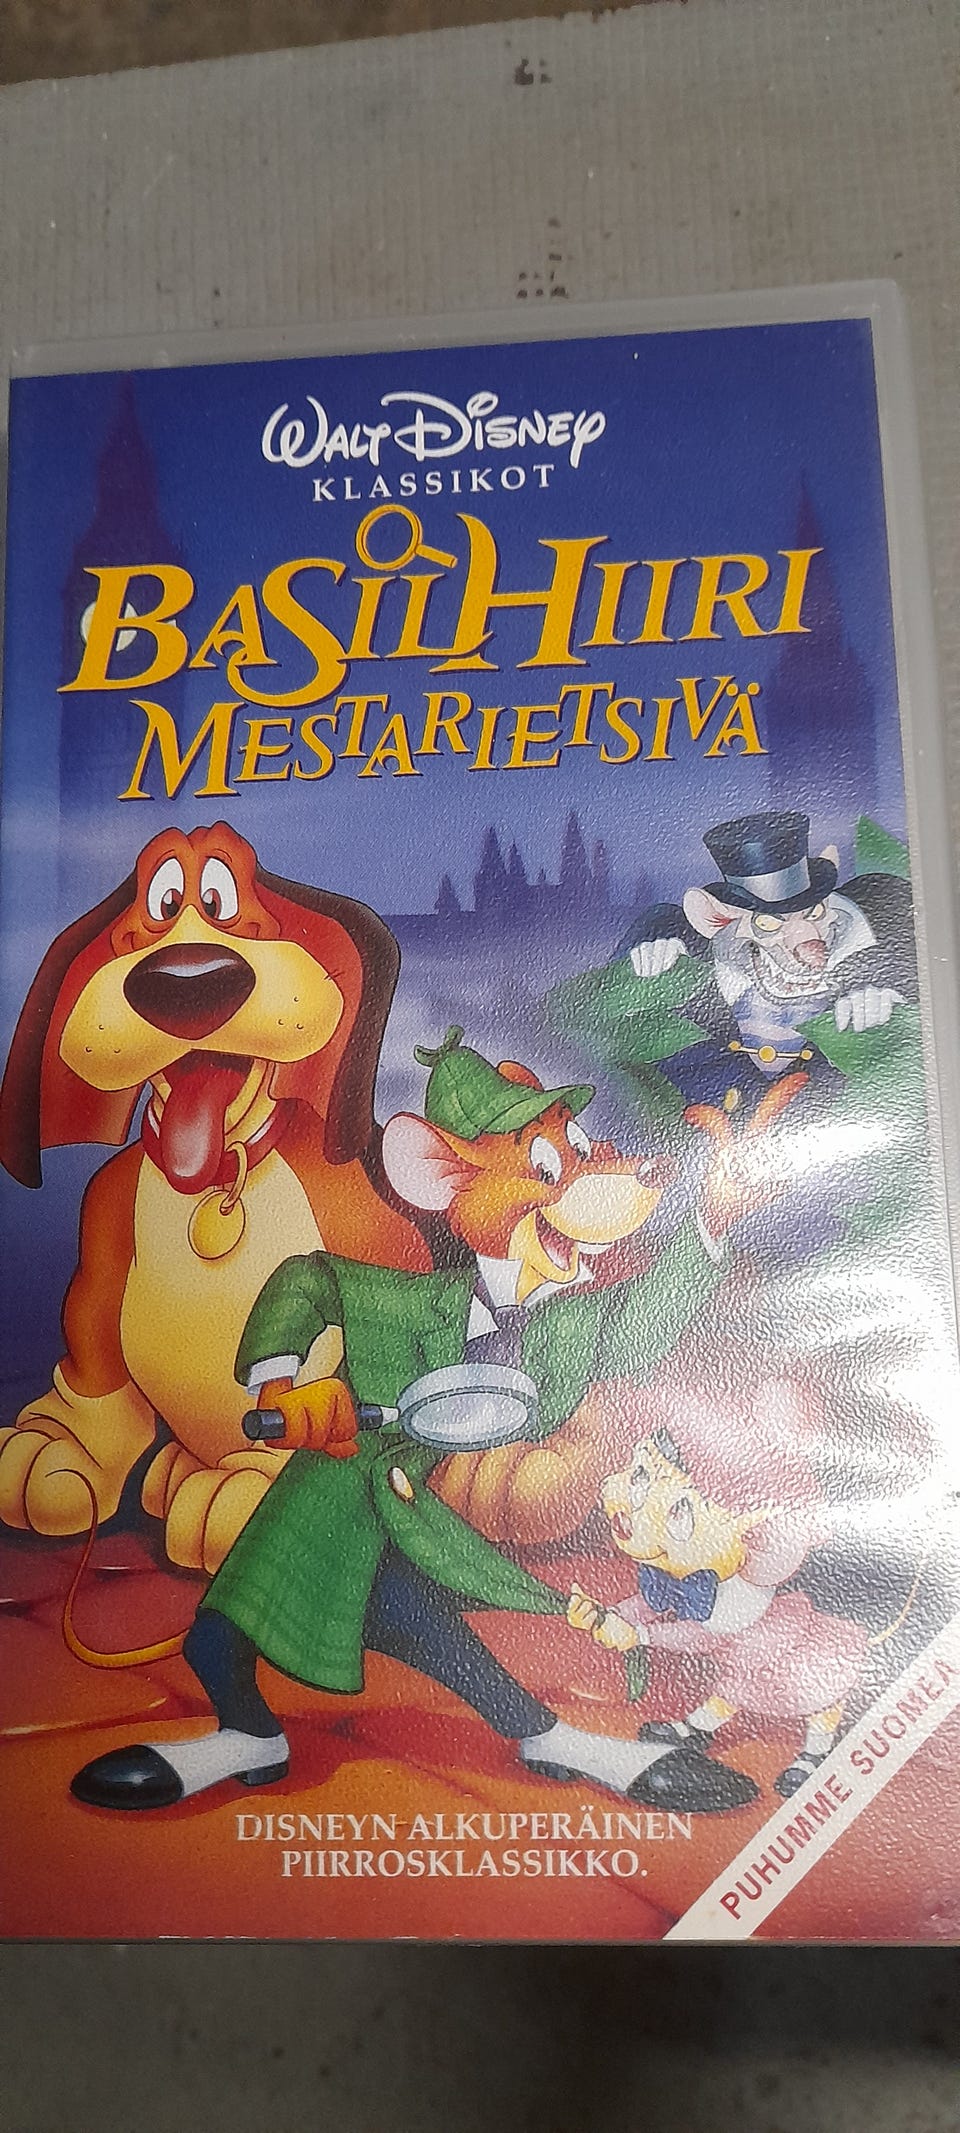 WALT DISNEY
KLASSIKOT
BASIL HIIRI
MESTARIETSIVÄ
DISNEYN ALKUPERÄINEN
PIIRROSKLASSIKKO.
PUHUMME SUOMEA